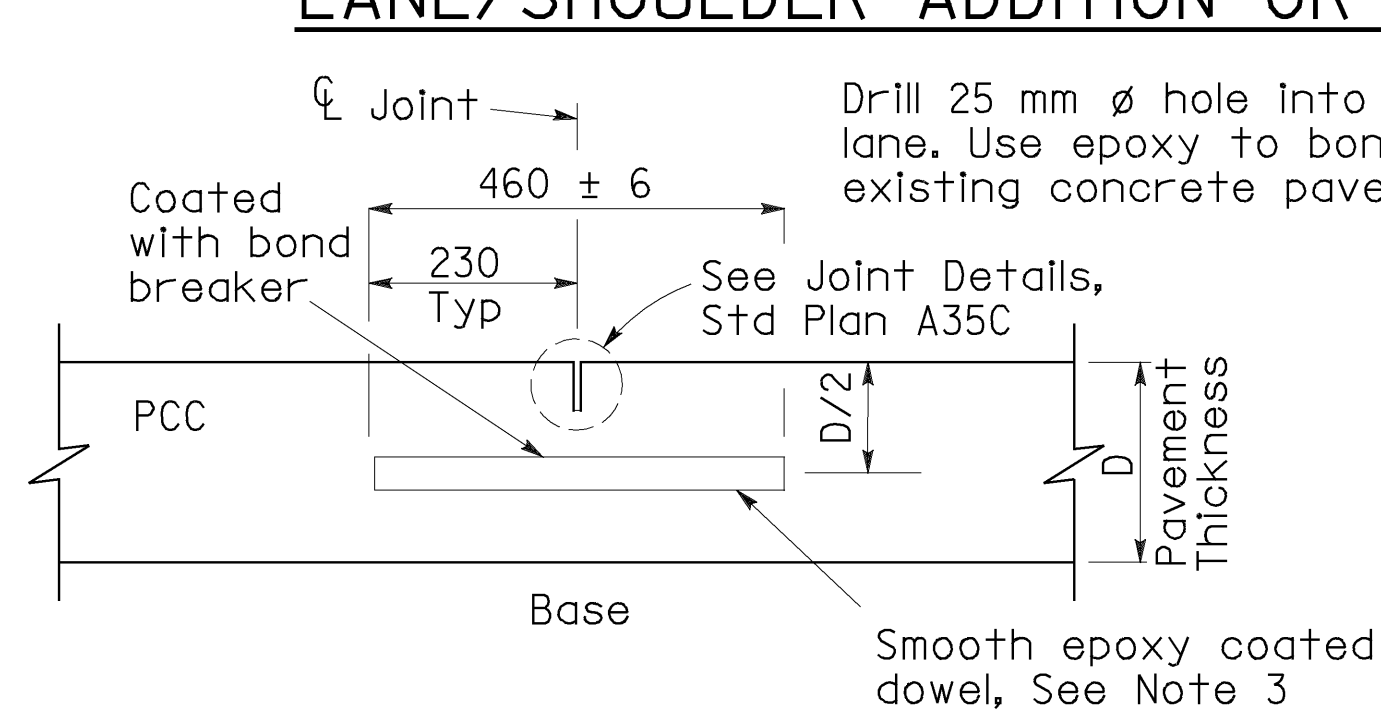 LANE/SHOULDER ADDITION OR
℄ Joint
Drill 25 mm ø hole into
lane. Use epoxy to bon
existing concrete pave
460 ± 6
Coated
with bond
breaker
230
Typ
See Joint Details,
Std Plan A35C
PCC
D/2
D
Pavement
Thickness
Base
Smooth epoxy coated
dowel, See Note 3